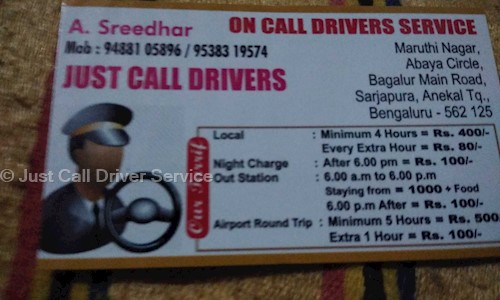 A. Sreedhar
ON CALL DRIVERS SERVICE
Mob : 94881 05896 / 95383 19574
JUST CALL DRIVERS
Maruthi Nagar,
Abaya Circle,
Bagalur Main Road,
Sarjapura, Anekal Tq.,
Bengaluru - 562 125
© Just Call Driver Service
Our Tarrif
Local : Minimum 4 Hours = Rs. 400/-
Every Extra Hour = Rs. 80/-
Night Charge : After 6.00 pm = Rs. 100/-
Out Station : 6.00 a.m to 6.00 p.m
Staying from = 1000 + Food
6.00 p.m After = Rs. 100/-
Airport Round Trip : Minimum 5 Hours = Rs. 500
Extra 1 Hour = Rs. 100/-